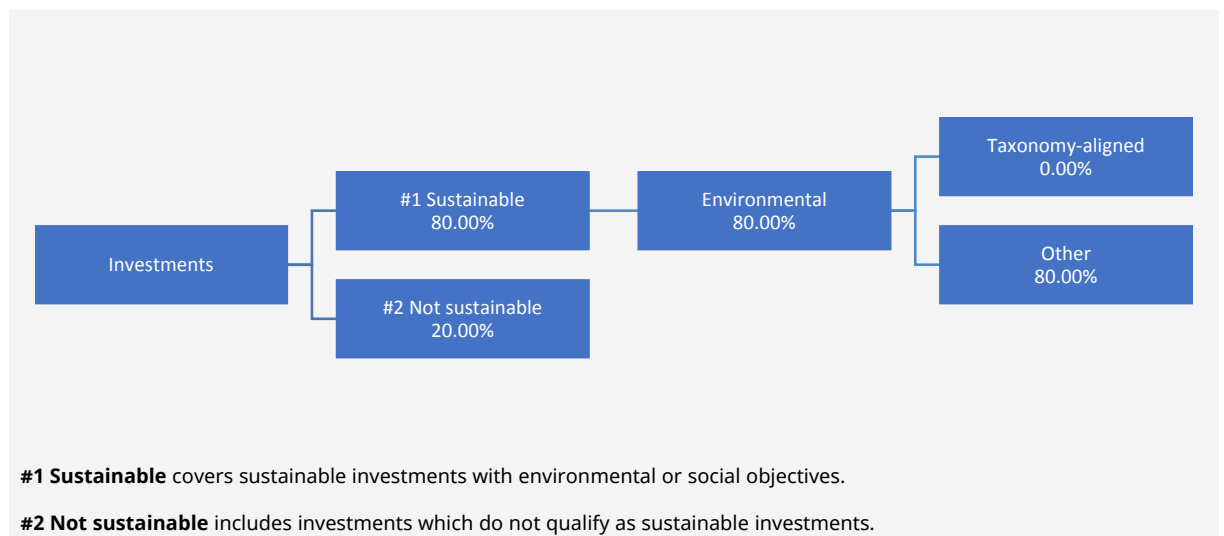 Investments
#1 Sustainable
80.00%
#2 Not sustainable
20.00%
Environmental
80.00%
Taxonomy-aligned
0.00%
Other
80.00%
#1 Sustainable covers sustainable investments with environmental or social objectives.
#2 Not sustainable includes investments which do not qualify as sustainable investments.